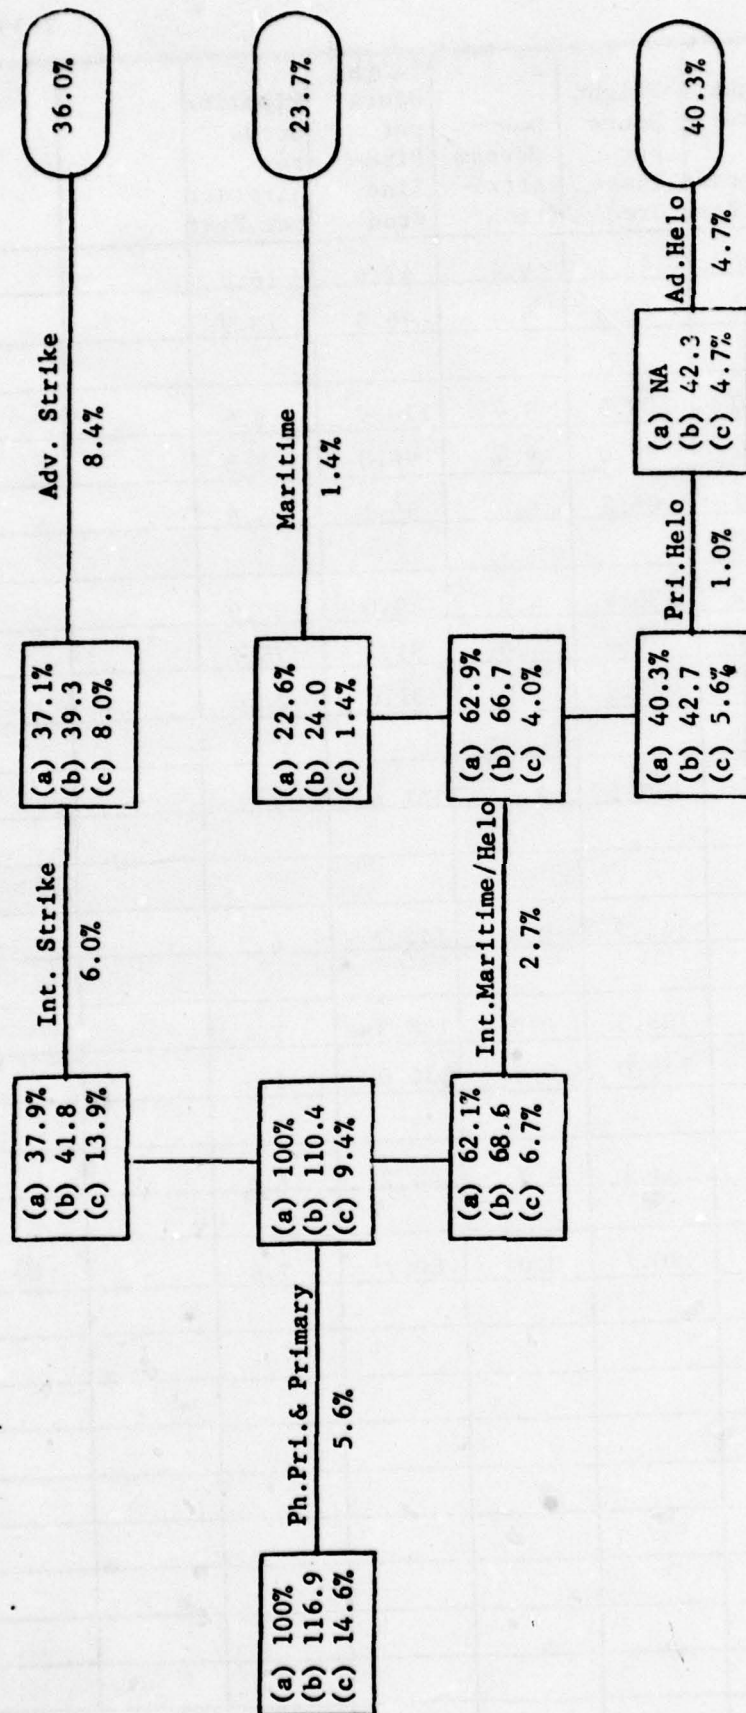 (a) 100%
(b) 116.9
(c) 14.6%
Ph.Pri.& Primary
5.6%
(a) 37.9%
(b) 41.8
(c) 13.9%
(a) 100%
(b) 110.4
(c) 9.4%
(a) 62.1%
(b) 68.6
(c) 6.7%
Int. Strike
6.0%
Int.Maritime/Helo
2.7%
(a) 37.1%
(b) 39.3
(c) 8.0%
(a) 22.6%
(b) 24.0
(c) 1.4%
(a) 62.9%
(b) 66.7
(c) 4.0%
(a) 40.3%
(b) 42.7
(c) 5.6%
Adv. Strike
8.4%
Maritime
1.4%
Pri.Helo
1.0%
(a) NA
(b) 42.3
(c) 4.7%
Ad.Helo
4.7%
36.0%
23.7%
40.3%